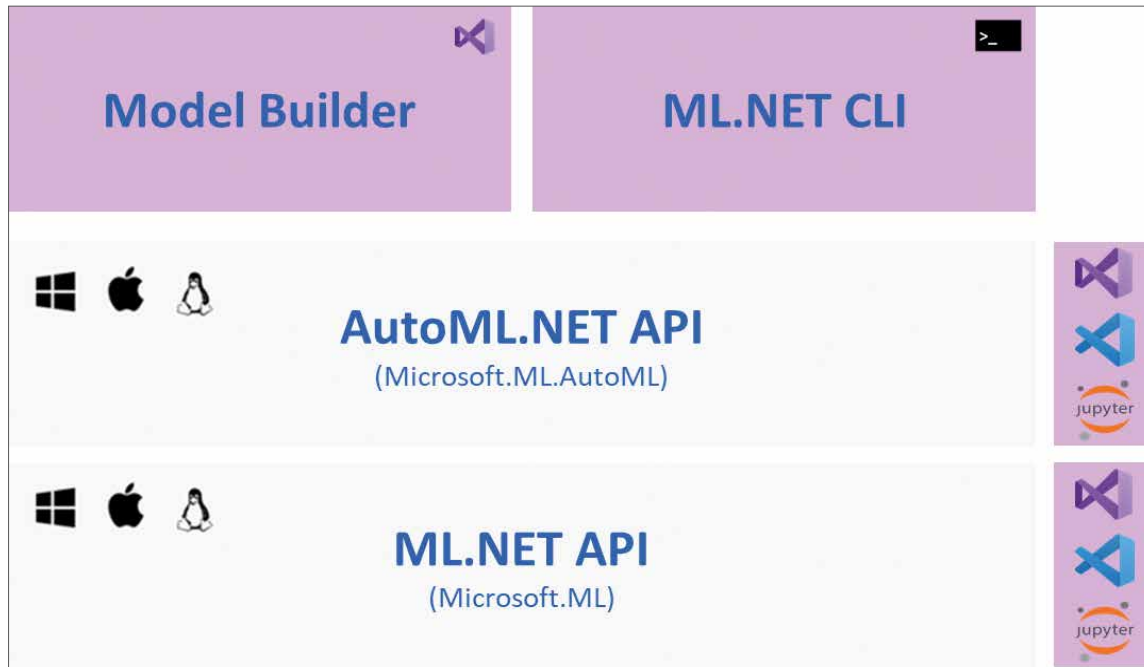 Model Builder
>_
ML.NET CLI
AutoML.NET API
(Microsoft.ML.AutoML)
jupyter
ML.NET API
(Microsoft.ML)
jupyter